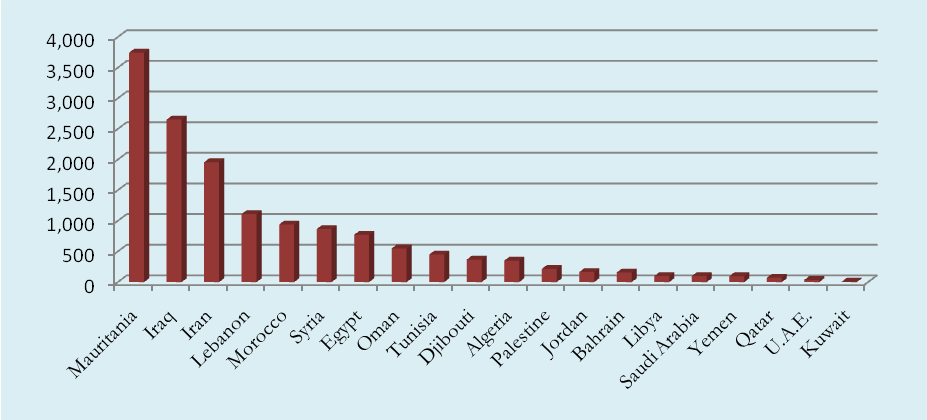 4,000
3,500
3,000
2,500
2,000
1,500
1,000
500
0
Mauritania
Iraq
Iran
Lebanon
Morocco
Syria
Egypt
Oman
Tunisia
Djibouti
Algeria
Palestine
Jordan
Bahrain
Libya
Saudi Arabia
Yemen
Qatar
U.A.E.
Kuwait